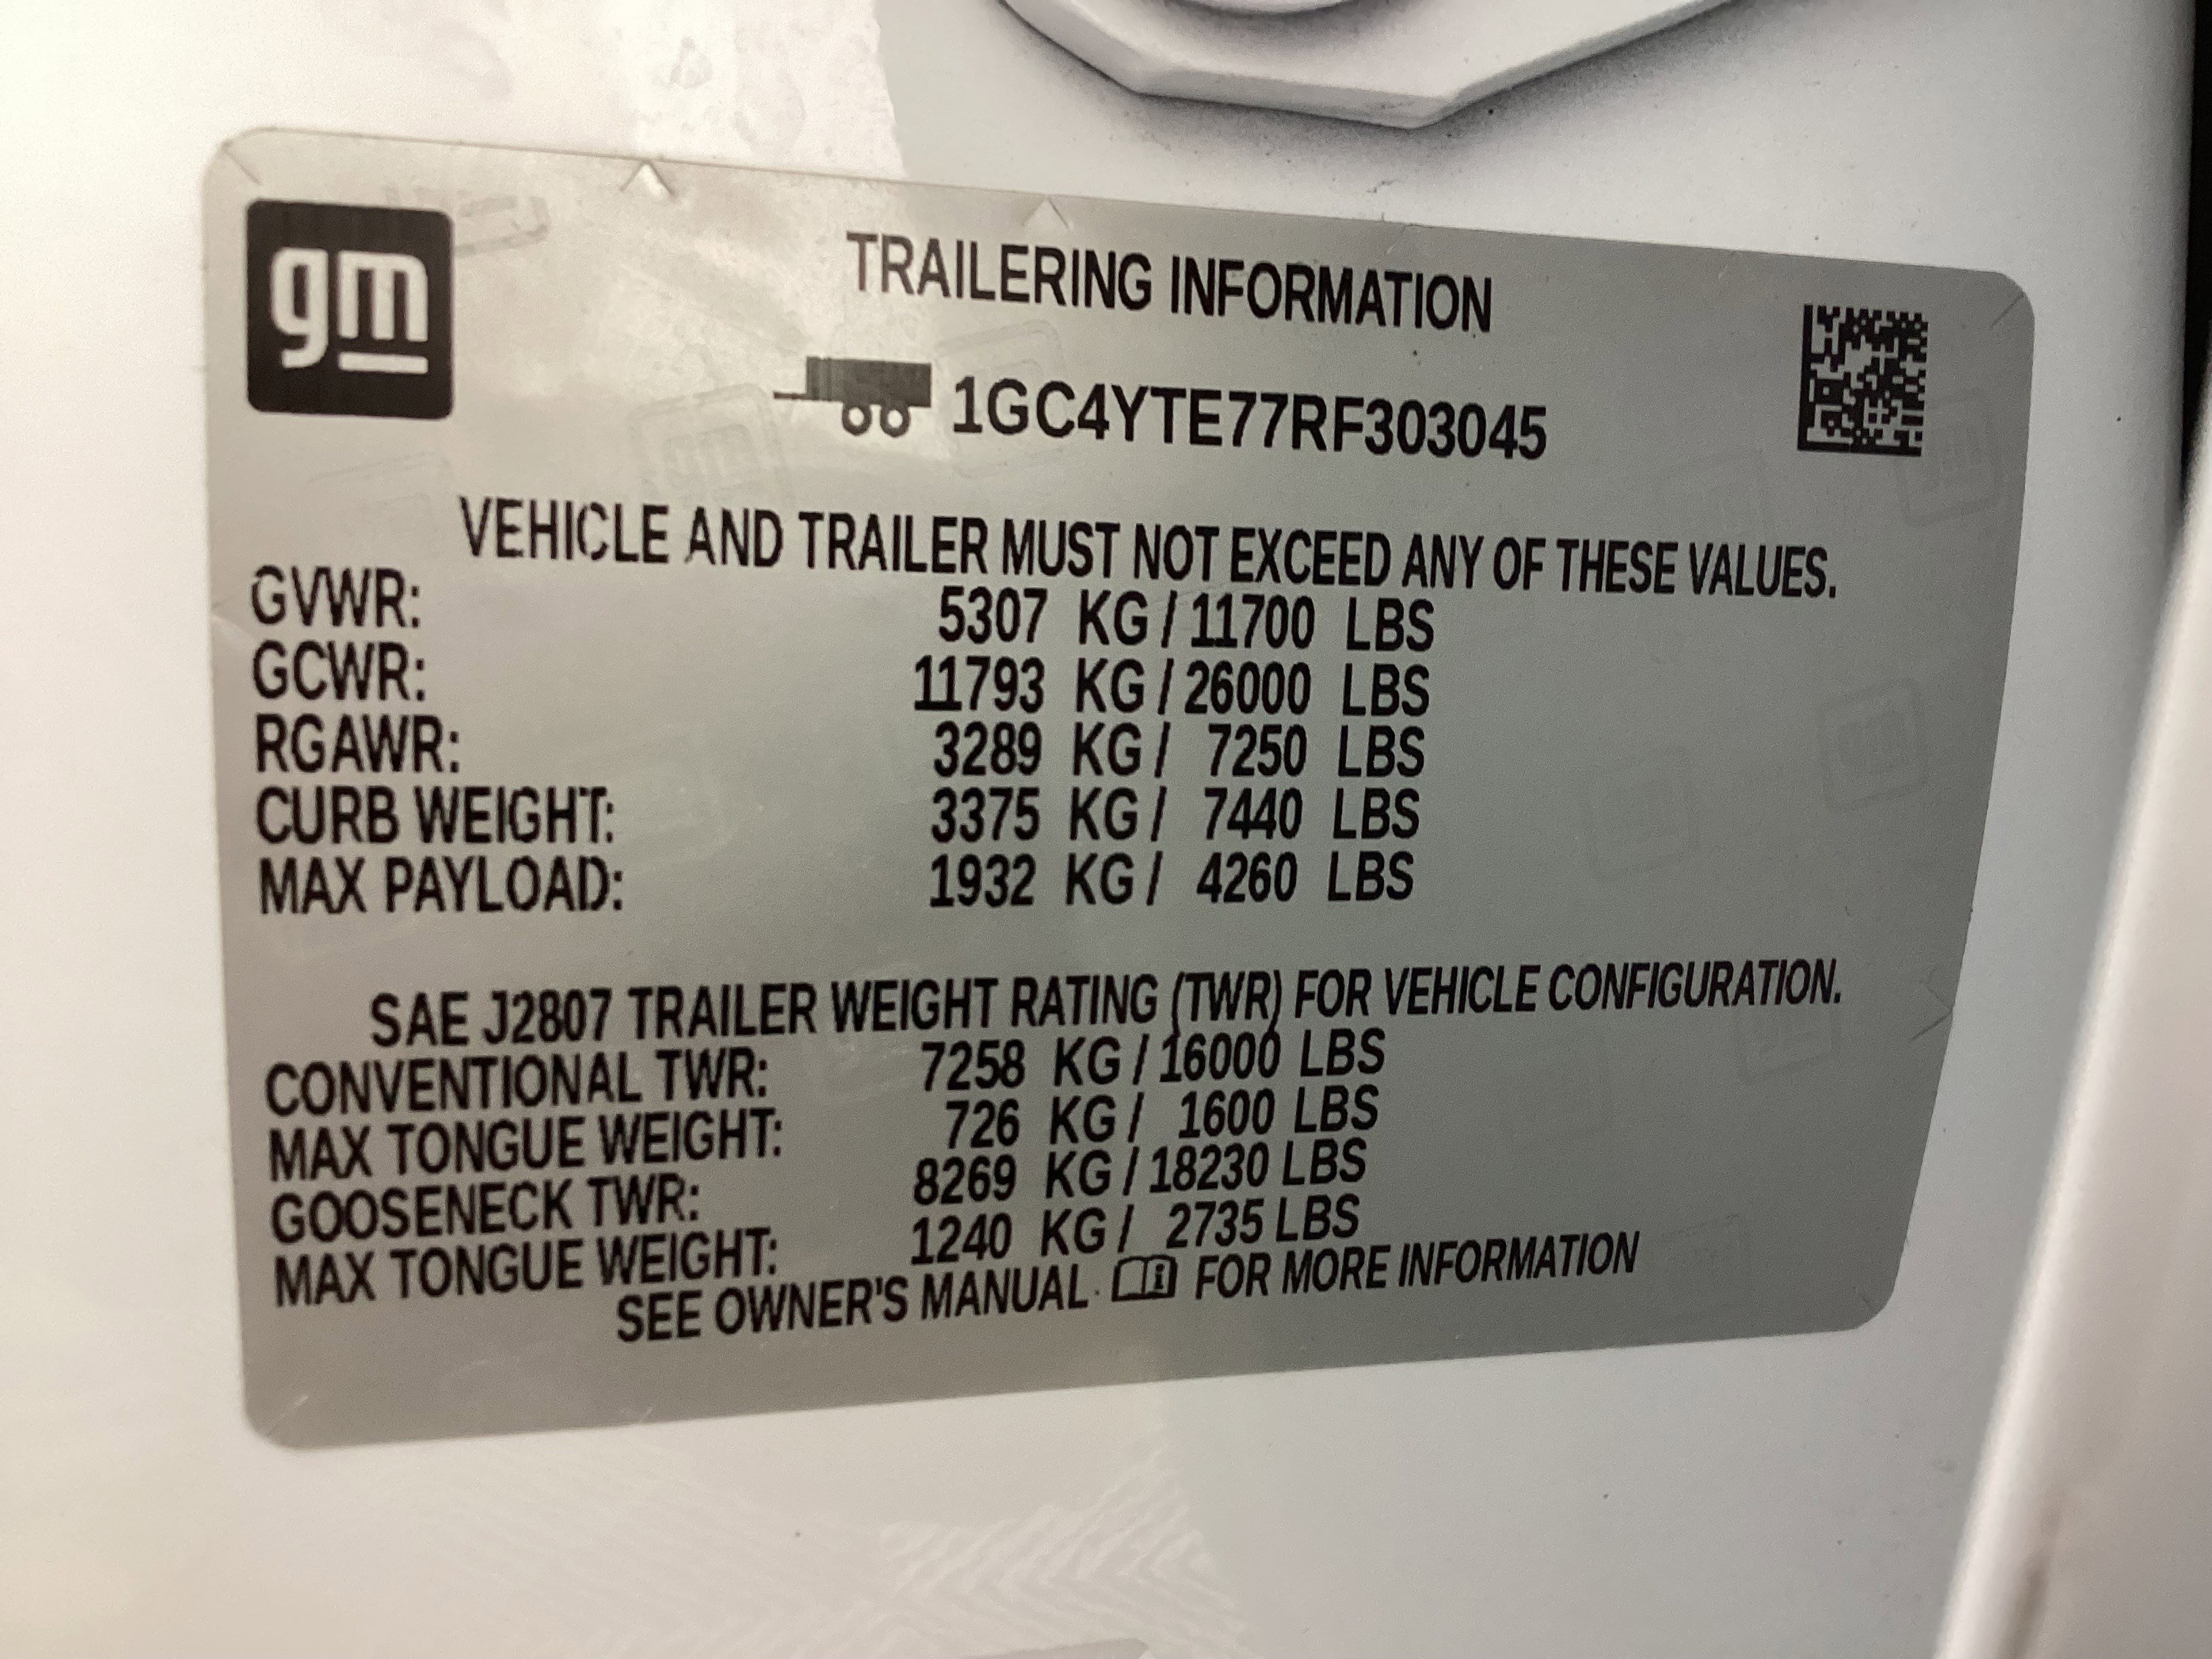 gm
TRAILERING INFORMATION
1GC4YTE77RF303045
VEHICLE AND TRAILER MUST NOT EXCEED ANY OF THESE VALUES.
GVWR: 5307 KG / 11700 LBS
GCWR: 11793 KG / 26000 LBS
RGAWR: 3289 KG / 7250 LBS
CURB WEIGHT: 3375 KG / 7440 LBS
MAX PAYLOAD: 1932 KG / 4260 LBS
SAE J2807 TRAILER WEIGHT RATING (TWR) FOR VEHICLE CONFIGURATION.
CONVENTIONAL TWR: 7258 KG / 16000 LBS
MAX TONGUE WEIGHT: 726 KG / 1600 LBS
GOOSENECK TWR: 8269 KG / 18230 LBS
MAX TONGUE WEIGHT: 1240 KG / 2735 LBS
SEE OWNER'S MANUAL FOR MORE INFORMATION